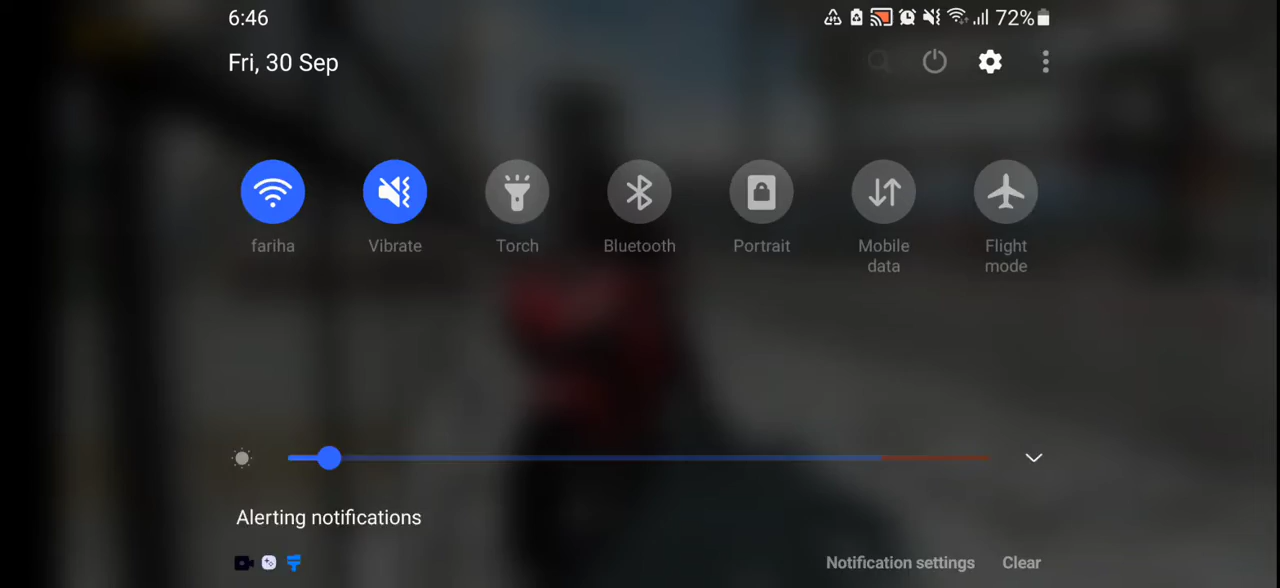 6:46 72%
Fri, 30 Sep
fariha Vibrate Torch Bluetooth Portrait Mobile data Flight mode
Alerting notifications
Notification settings Clear